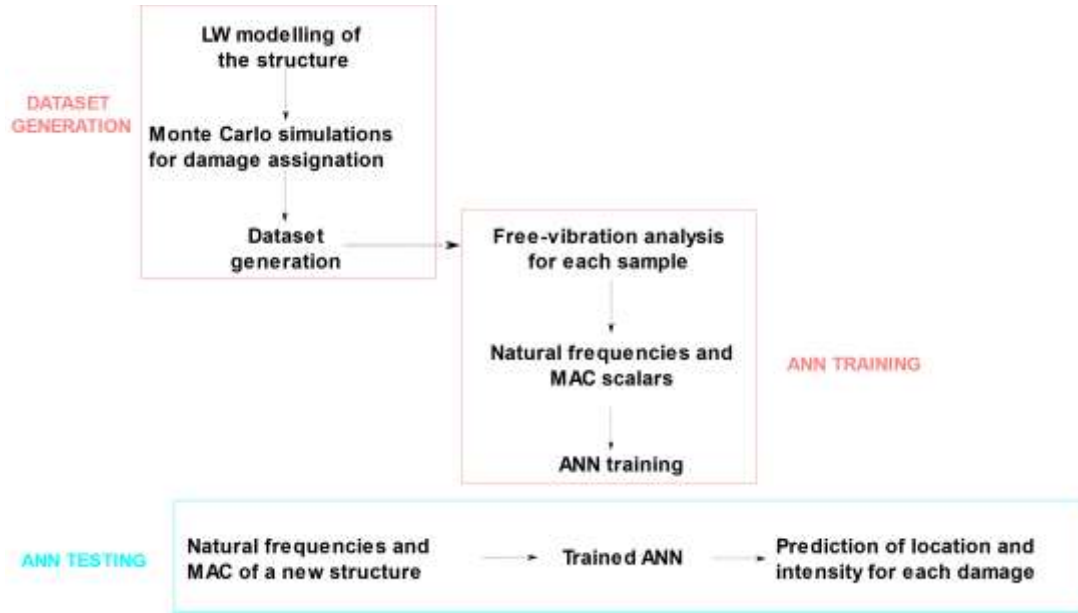 LW modelling of
the structure
DATASET
GENERATION
Monte Carlo simulations
for damage assignation
Dataset
generation
Free-vibration analysis
for each sample
Natural frequencies and
MAC scalars
ANN TRAINING
ANN training
ANN TESTING
Natural frequencies and
MAC of a new structure
Trained ANN
Prediction of location and
intensity for each damage